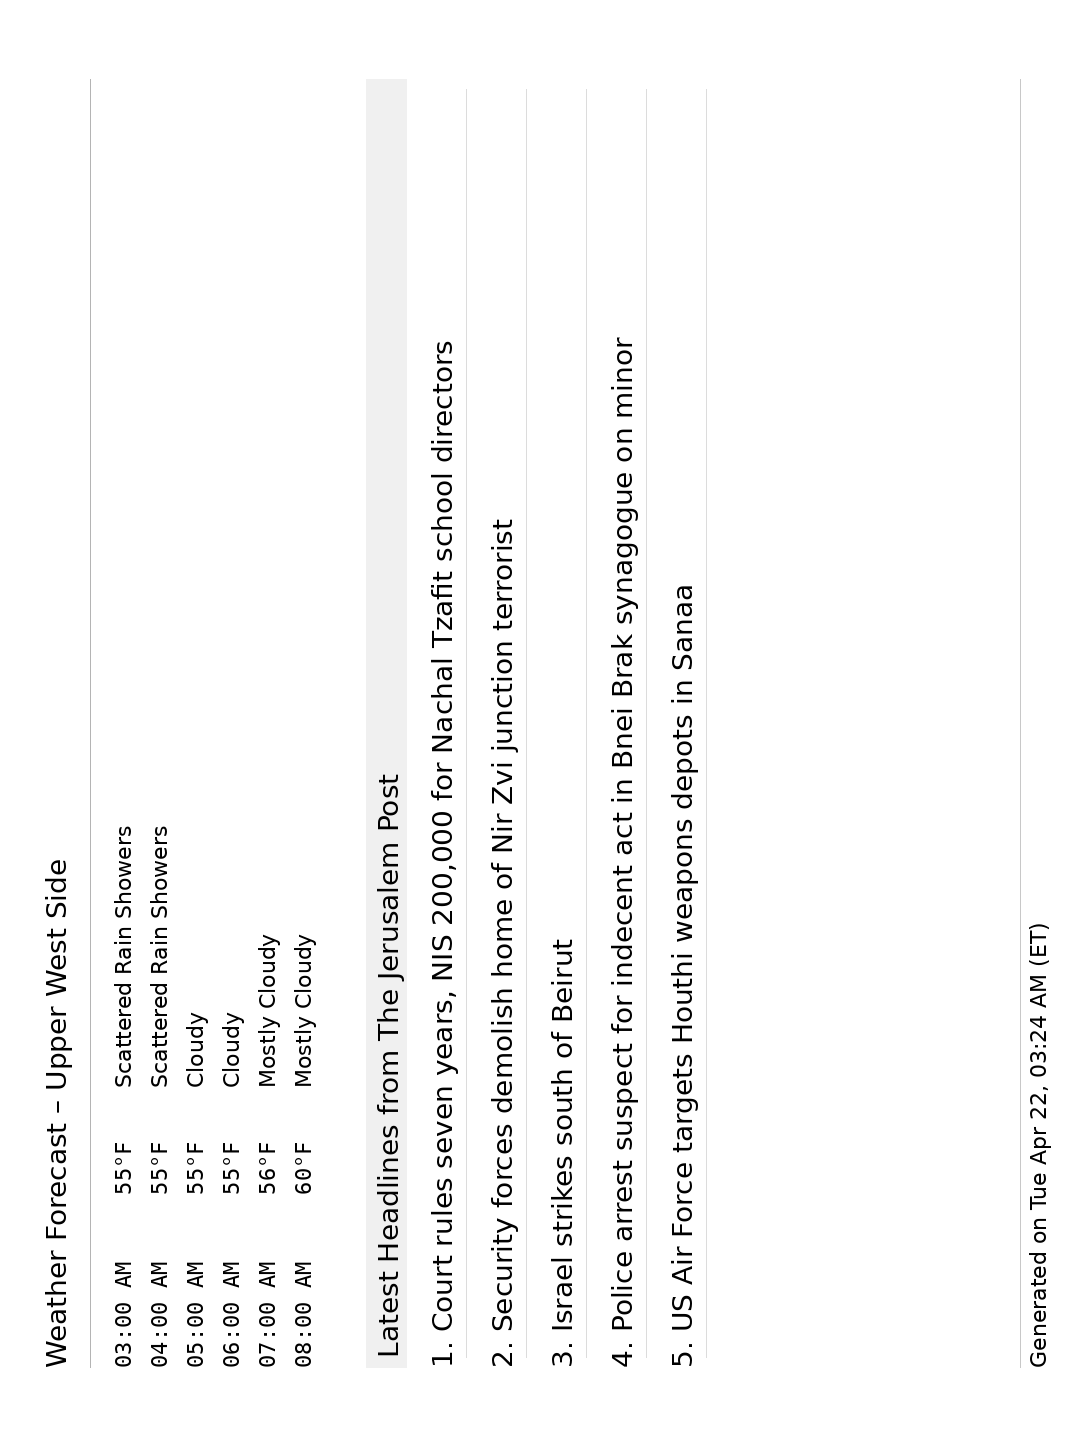 Weather Forecast – Upper West Side
03:00 AM 55°F Scattered Rain Showers
04:00 AM 55°F Scattered Rain Showers
05:00 AM 55°F Cloudy
06:00 AM 55°F Cloudy
07:00 AM 56°F Mostly Cloudy
08:00 AM 60°F Mostly Cloudy
Latest Headlines from The Jerusalem Post
1. Court rules seven years, NIS 200,000 for Nachal Tzafit school directors
2. Security forces demolish home of Nir Zvi junction terrorist
3. Israel strikes south of Beirut
4. Police arrest suspect for indecent act in Bnei Brak synagogue on minor
5. US Air Force targets Houthi weapons depots in Sanaa
Generated on Tue Apr 22, 03:24 AM (ET)